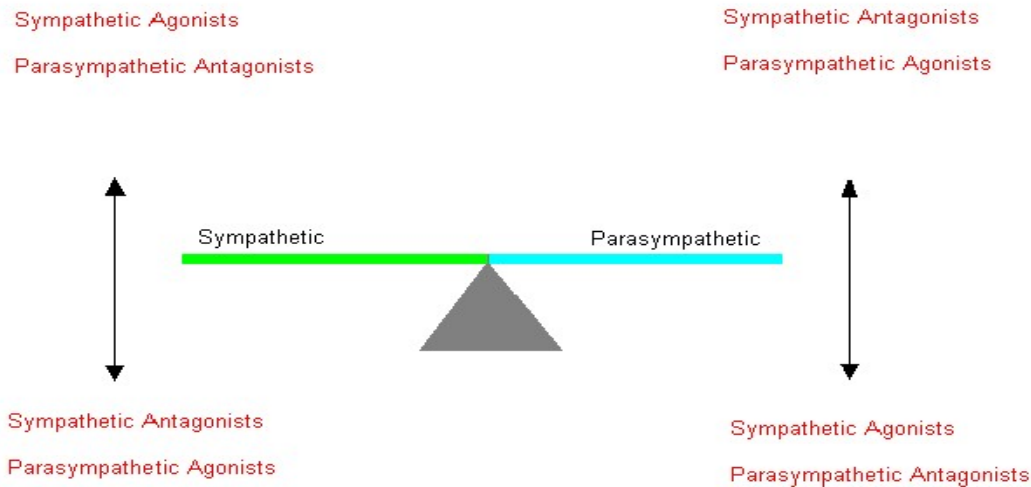 Sympathetic Agonists
Parasympathetic Antagonists
Sympathetic Antagonists
Parasympathetic Agonists
Sympathetic
Parasympathetic
Sympathetic Antagonists
Parasympathetic Agonists
Sympathetic Agonists
Parasympathetic Antagonists